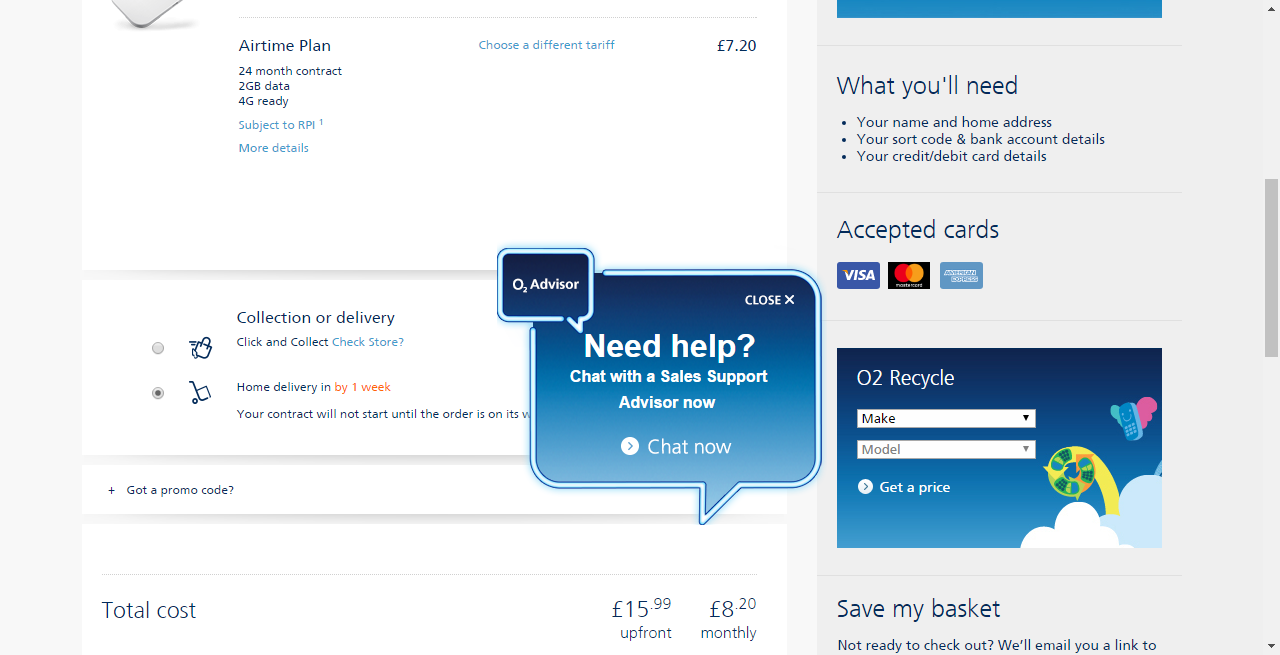 Airtime Plan
Choose a different tariff
£7.20
24 month contract
2GB data
4G ready
Subject to RPI 1
More details
Collection or delivery
Click and Collect Check Store?
Home delivery in by 1 week
Your contract will not start until the order is on its
+ Got a promo code?
Total cost
£15.99
upfront
£8.20
monthly
O2 Advisor
CLOSE X
Need help?
Chat with a Sales Support
Advisor now
Chat now
What you'll need
• Your name and home address
• Your sort code & bank account details
• Your credit/debit card details
Accepted cards
VISA
mastercard
AMERICAN
EXPRESS
O2 Recycle
Make
Model
Get a price
Save my basket
Not ready to check out? We'll email you a link to